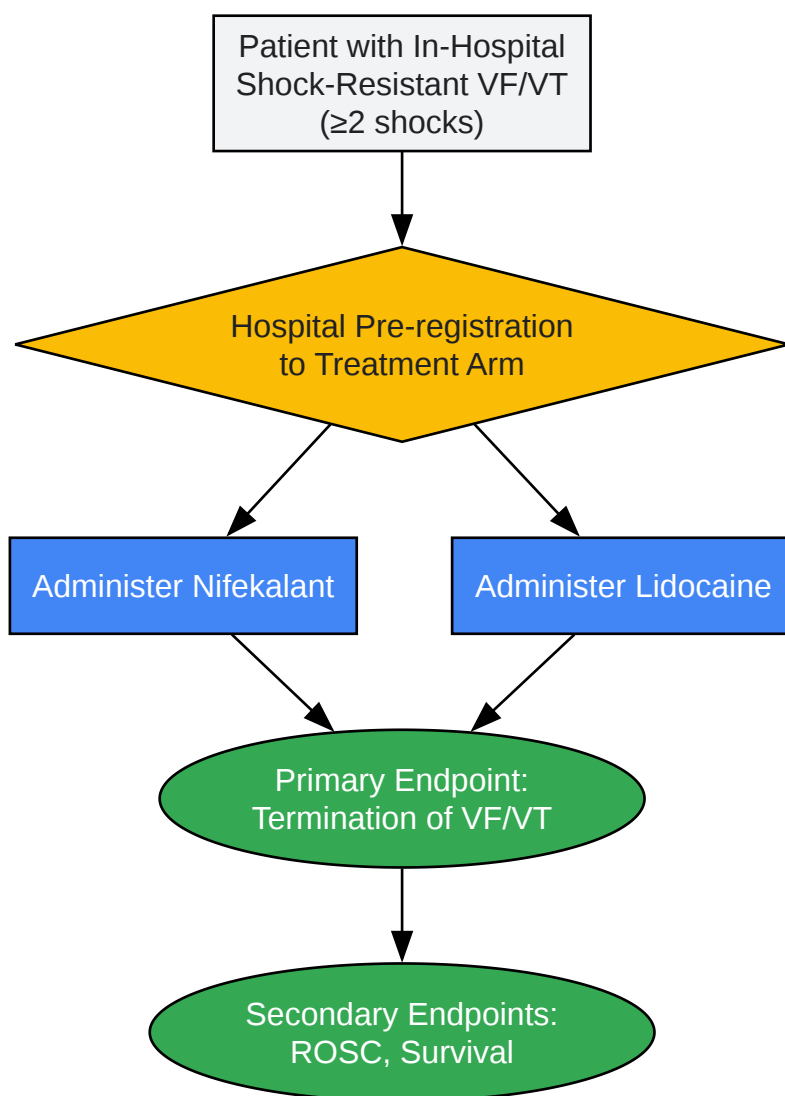 Patient with In-Hospital
Shock-Resistant VF/VT
(≥2 shocks)
Hospital Pre-registration
to Treatment Arm
Administer Nifekalant
Administer Lidocaine
Primary Endpoint:
Termination of VF/VT
Secondary Endpoints:
ROSC, Survival